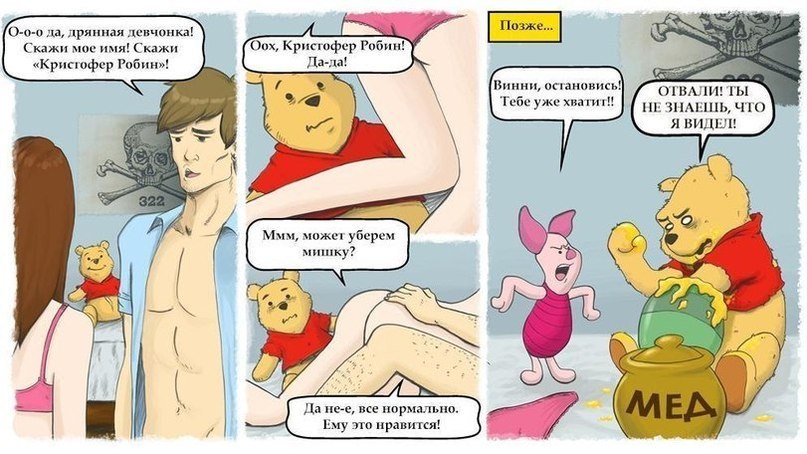 О-о-о да, дрянная девчонка!
Скажи мое имя! Скажи
«Кристофер Робин»!
322
Оох, Кристофер Робин!
Да-да!
Ммм, может уберем
мишку?
Да не-е, все нормально.
Ему это нравится!
Позже...
322
Винни, остановись!
Тебе уже хватит!!
ОТВАЛИ! ТЫ
НЕ ЗНАЕШЬ, ЧТО
Я ВИДЕЛ!
МЕД